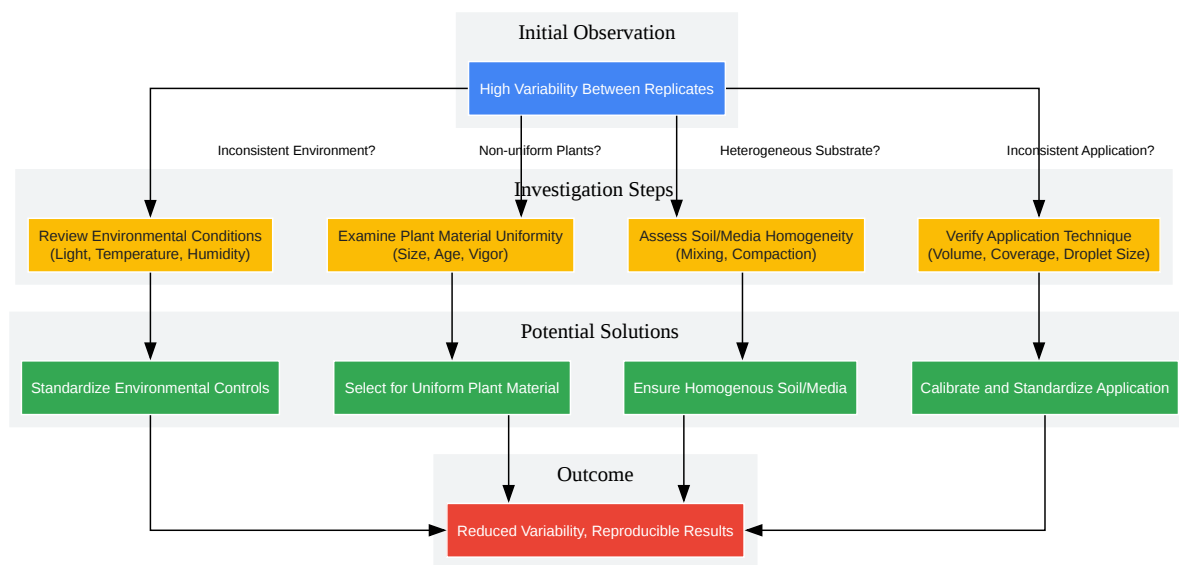 Initial Observation
High Variability Between Replicates
Inconsistent Environment?
Non-uniform Plants?
Heterogeneous Substrate?
Inconsistent Application?
Investigation Steps
Review Environmental Conditions
(Light, Temperature, Humidity)
Examine Plant Material Uniformity
(Size, Age, Vigor)
Assess Soil/Media Homogeneity
(Mixing, Compaction)
Verify Application Technique
(Volume, Coverage, Droplet Size)
Potential Solutions
Standardize Environmental Controls
Select for Uniform Plant Material
Ensure Homogenous Soil/Media
Calibrate and Standardize Application
Outcome
Reduced Variability, Reproducible Results